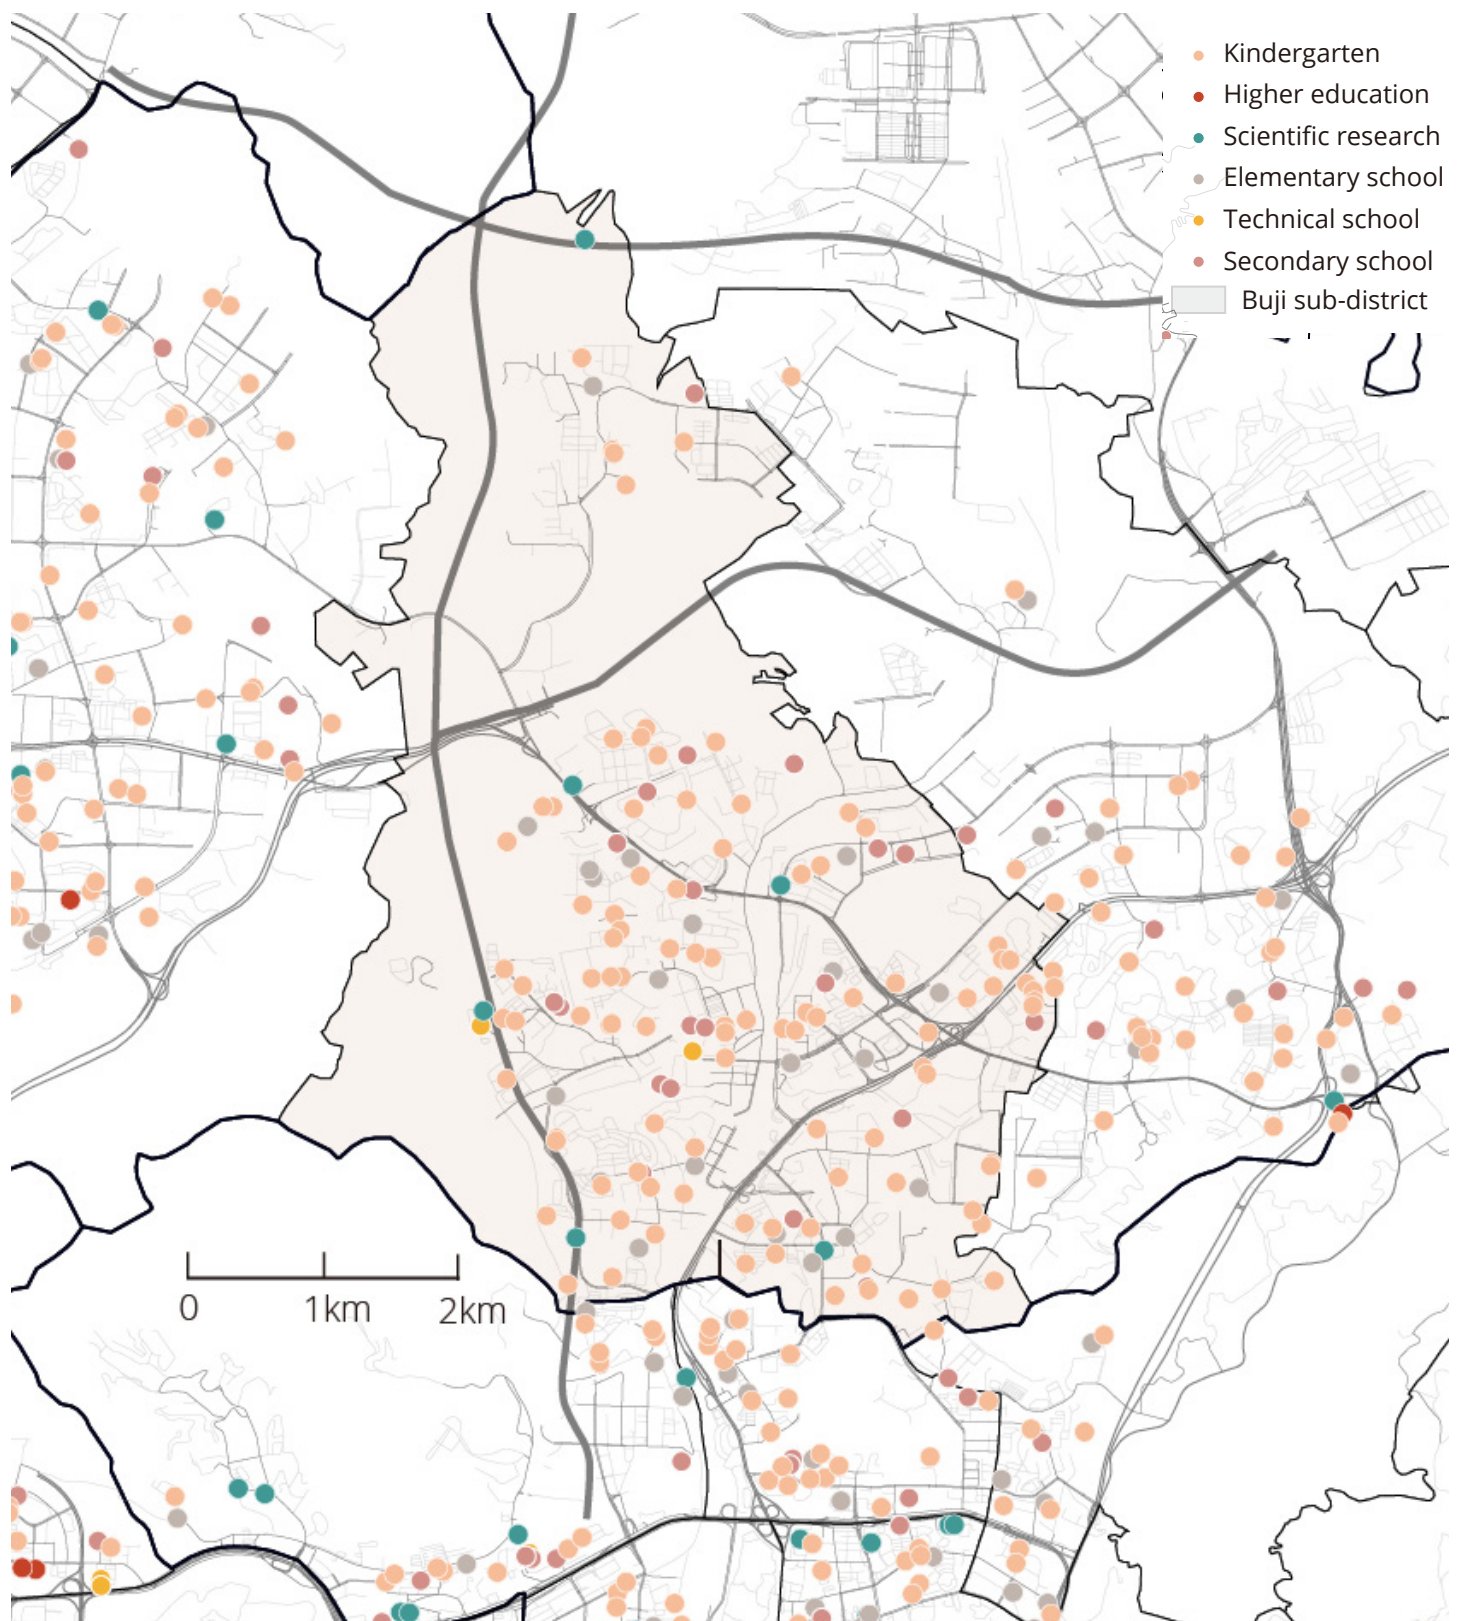 Kindergarten
Higher education
Scientific research
Elementary school
Technical school
Secondary school
Buji sub-district
0 1km 2km